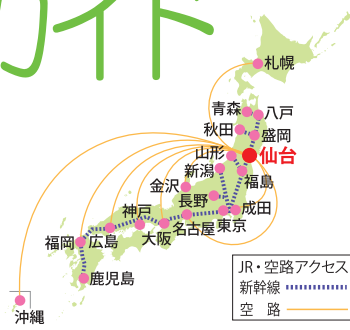 ガイド
札幌
青森
八戸
秋田
盛岡
山形
仙台
新潟
福島
金沢
長野
成田
神戸
東京
名古屋
大阪
福岡
広島
鹿児島
沖縄
JR・空路アクセス
新幹線
空 路